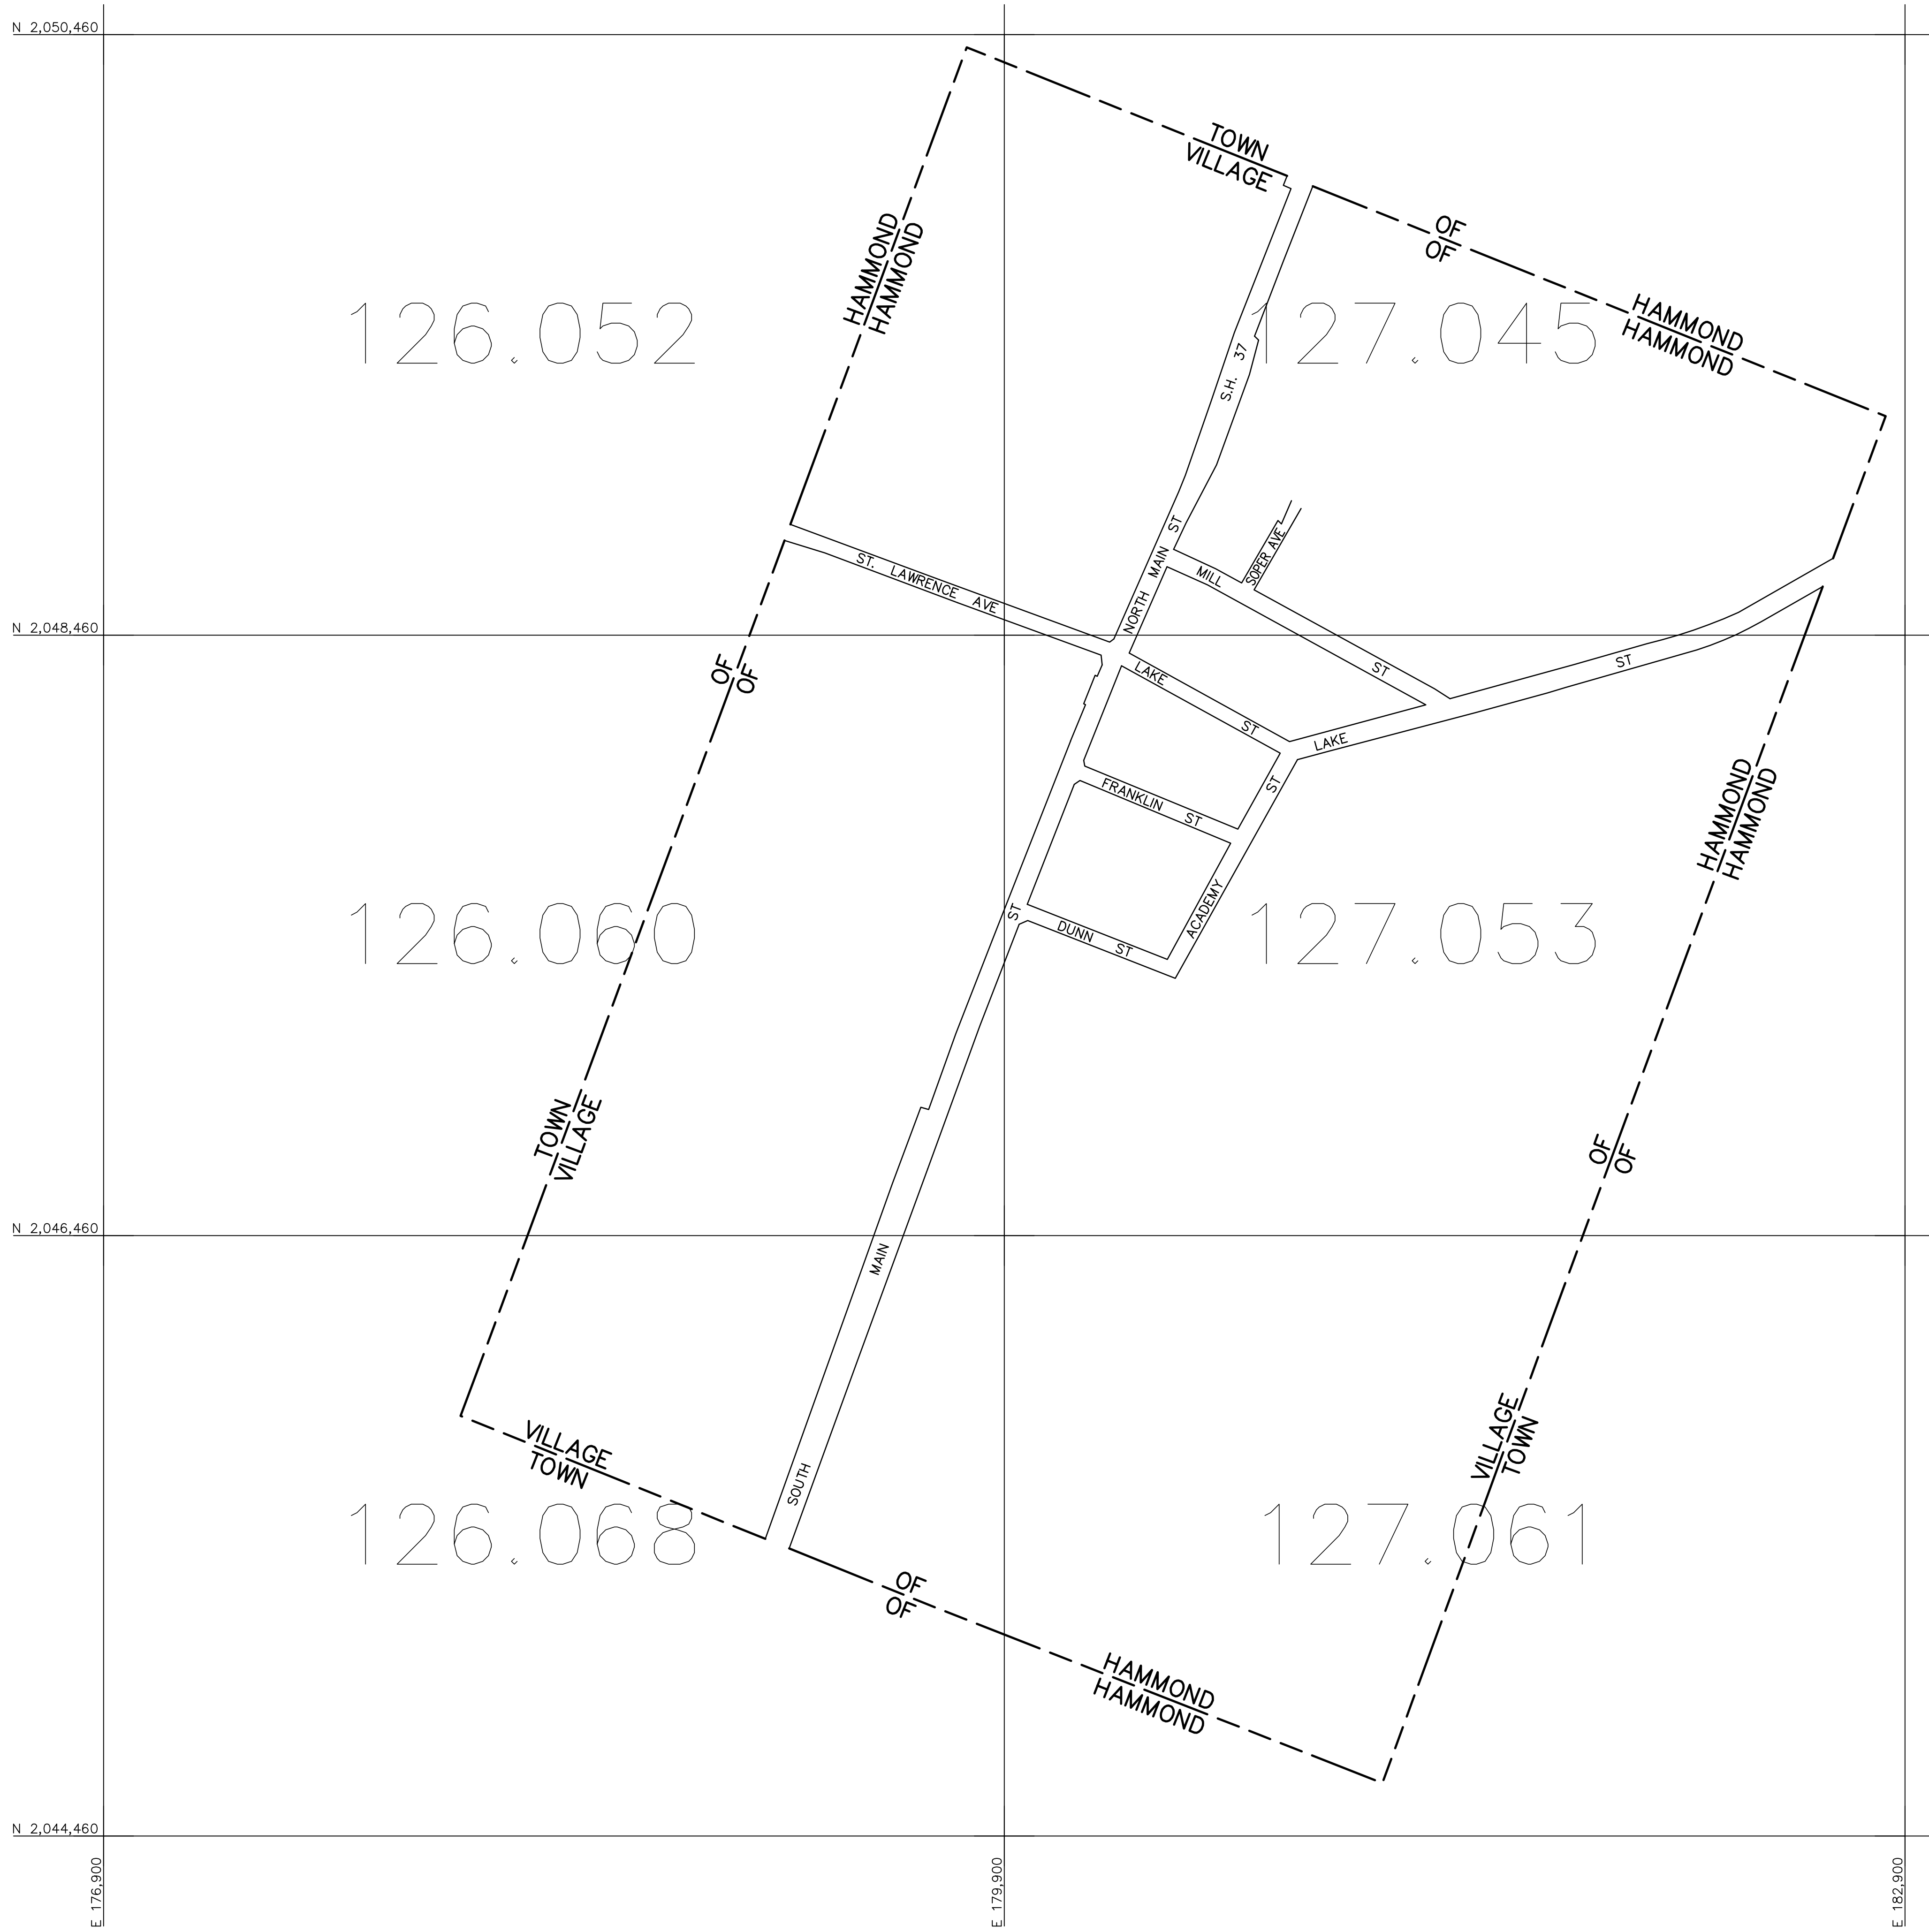 N 2,050,460
TOWN
VILLAGE
OF
OF
HAMMOND
HAMMOND
HAMMOND
HAMMOND
126.052
127.045
S.H. 37
NORTH MAIN ST
SOPER AVE
MILL ST
ST. LAWRENCE AVE
N 2,048,460
LAKE ST
LAKE ST
OF
OF
FRANKLIN ST
ACADEMY ST
DUNN ST
HAMMOND
HAMMOND
126.060
127.053
TOWN
VILLAGE
OF
OF
N 2,046,460
SOUTH MAIN ST
VILLAGE
TOWN
VILLAGE
TOWN
126.068
127.061
OF
OF
HAMMOND
HAMMOND
N 2,044,460
E 176,900
E 179,900
E 182,900